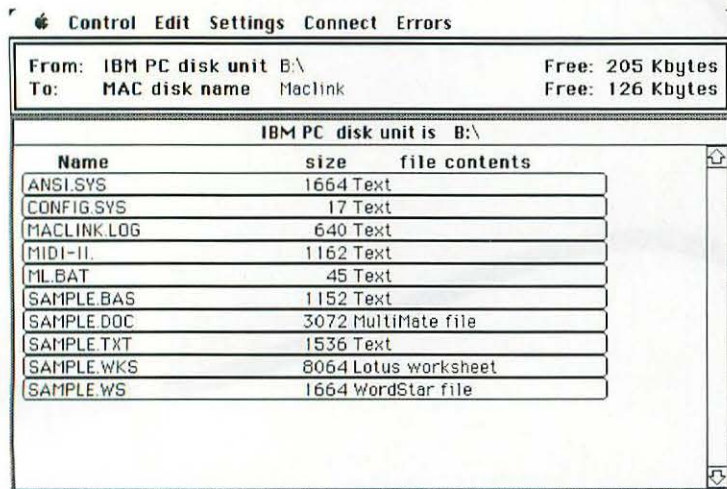 Control Edit Settings Connect Errors
From: IBM PC disk unit B:\ Free: 205 Kbytes
To: MAC disk name Maclink Free: 126 Kbytes
IBM PC disk unit is B:\
Name size file contents
ANSI.SYS 1664 Text
CONFIG.SYS 17 Text
MACLINK.LOG 640 Text
MIDI-II. 1162 Text
ML.BAT 45 Text
SAMPLE.BAS 1152 Text
SAMPLE.DOC 3072 MultiMate file
SAMPLE.TXT 1536 Text
SAMPLE.WKS 8064 Lotus worksheet
SAMPLE.WS 1664 WordStar file